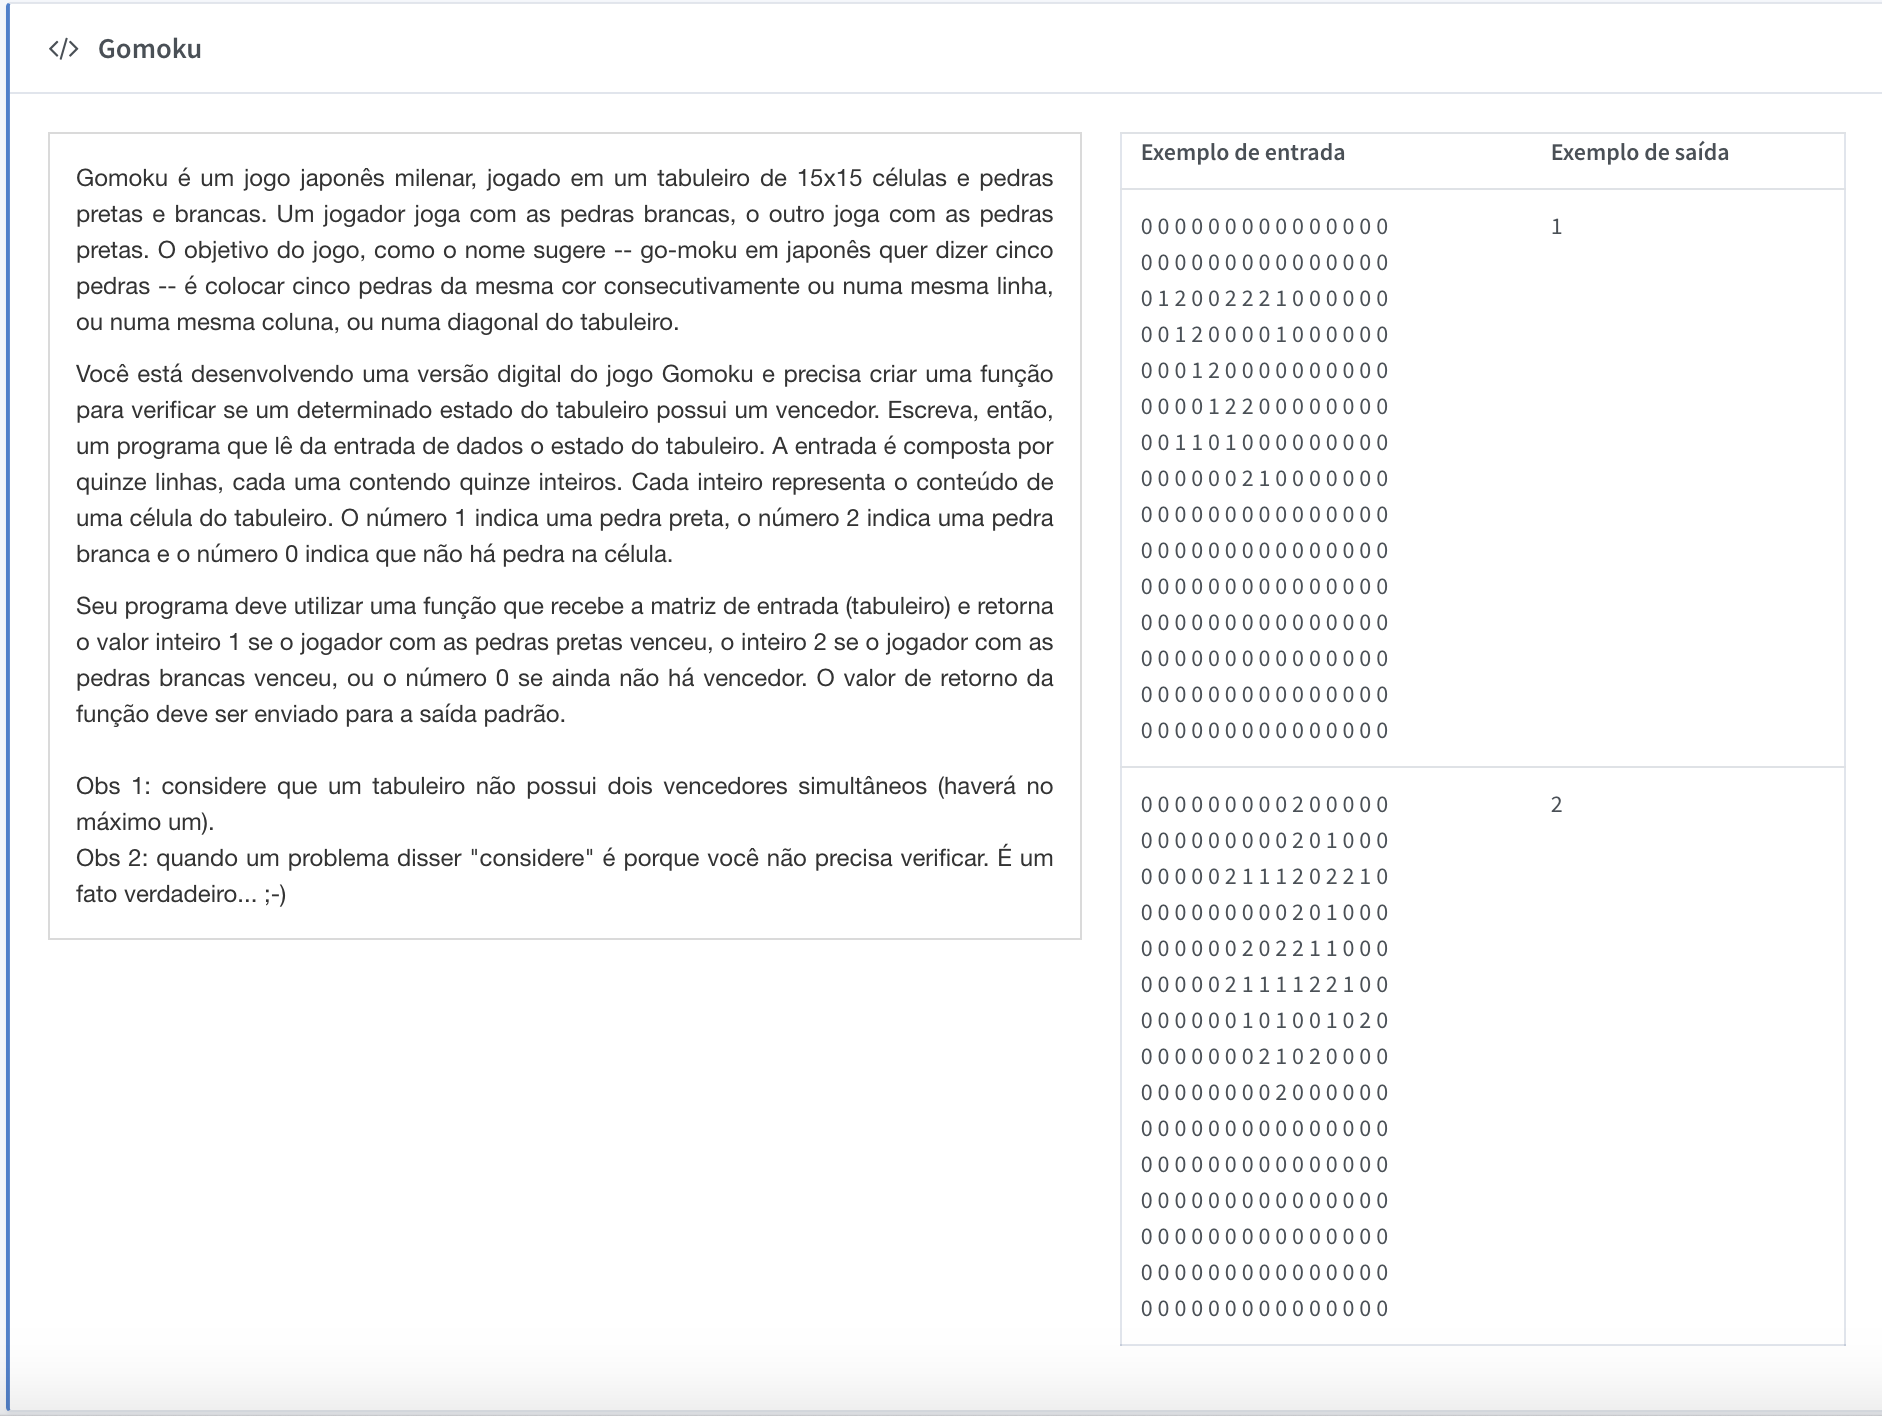 </> Gomoku
Gomoku é um jogo japonês milenar, jogado em um tabuleiro de 15x15 células e pedras
pretas e brancas. Um jogador joga com as pedras brancas, o outro joga com as pedras
pretas. O objetivo do jogo, como o nome sugere -- go-moku em japonês quer dizer cinco
pedras -- é colocar cinco pedras da mesma cor consecutivamente ou numa mesma linha,
ou numa mesma coluna, ou numa diagonal do tabuleiro.
Você está desenvolvendo uma versão digital do jogo Gomoku e precisa criar uma função
para verificar se um determinado estado do tabuleiro possui um vencedor. Escreva, então,
um programa que lê da entrada de dados o estado do tabuleiro. A entrada é composta por
quinze linhas, cada uma contendo quinze inteiros. Cada inteiro representa o conteúdo de
uma célula do tabuleiro. O número 1 indica uma pedra preta, o número 2 indica uma pedra
branca e o número 0 indica que não há pedra na célula.
Seu programa deve utilizar uma função que recebe a matriz de entrada (tabuleiro) e retorna
o valor inteiro 1 se o jogador com as pedras pretas venceu, o inteiro 2 se o jogador com as
pedras brancas venceu, ou o número 0 se ainda não há vencedor. O valor de retorno da
função deve ser enviado para a saída padrão.
Obs 1: considere que um tabuleiro não possui dois vencedores simultâneos (haverá no
máximo um).
Obs 2: quando um problema disser "considere" é porque você não precisa verificar. É um
fato verdadeiro... ;-)
Exemplo de entrada Exemplo de saída
0 0 0 0 0 0 0 0 0 0 0 0 0 0 0 1
0 0 0 0 0 0 0 0 0 0 0 0 0 0 0
0 1 2 0 0 2 2 2 1 0 0 0 0 0 0
0 0 1 2 0 0 0 0 1 0 0 0 0 0 0
0 0 0 1 2 0 0 0 0 0 0 0 0 0 0
0 0 0 0 1 2 2 0 0 0 0 0 0 0 0
0 0 1 1 0 1 0 0 0 0 0 0 0 0 0
0 0 0 0 0 0 2 1 0 0 0 0 0 0 0
0 0 0 0 0 0 0 0 0 0 0 0 0 0 0
0 0 0 0 0 0 0 0 0 0 0 0 0 0 0
0 0 0 0 0 0 0 0 0 0 0 0 0 0 0
0 0 0 0 0 0 0 0 0 0 0 0 0 0 0
0 0 0 0 0 0 0 0 0 0 0 0 0 0 0
0 0 0 0 0 0 0 0 0 0 0 0 0 0 0
0 0 0 0 0 0 0 0 0 0 0 0 0 0 0
0 0 0 0 0 0 0 0 0 2 0 0 0 0 0 2
0 0 0 0 0 0 0 0 0 2 0 1 0 0 0
0 0 0 0 0 2 1 1 1 2 0 2 2 1 0
0 0 0 0 0 0 0 0 0 2 0 1 0 0 0
0 0 0 0 0 0 2 0 2 2 1 1 0 0 0
0 0 0 0 0 2 1 1 1 1 2 2 1 0 0
0 0 0 0 0 0 1 0 1 0 0 1 0 2 0
0 0 0 0 0 0 0 2 1 0 2 0 0 0 0
0 0 0 0 0 0 0 0 2 0 0 0 0 0 0
0 0 0 0 0 0 0 0 0 0 0 0 0 0 0
0 0 0 0 0 0 0 0 0 0 0 0 0 0 0
0 0 0 0 0 0 0 0 0 0 0 0 0 0 0
0 0 0 0 0 0 0 0 0 0 0 0 0 0 0
0 0 0 0 0 0 0 0 0 0 0 0 0 0 0
0 0 0 0 0 0 0 0 0 0 0 0 0 0 0